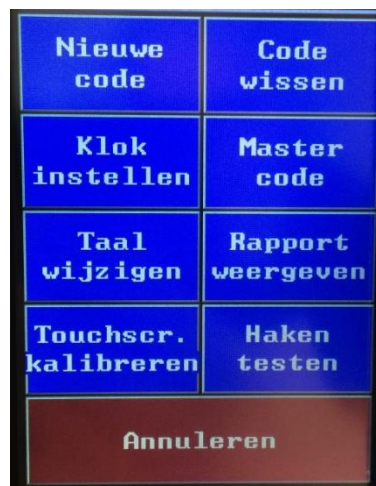 Nieuwe
code
Code
wissen
Klok
instellen
Master
code
Taal
wijzigen
Rapport
weergeven
Touchscr.
kalibreren
Haken
testen
Annuleren